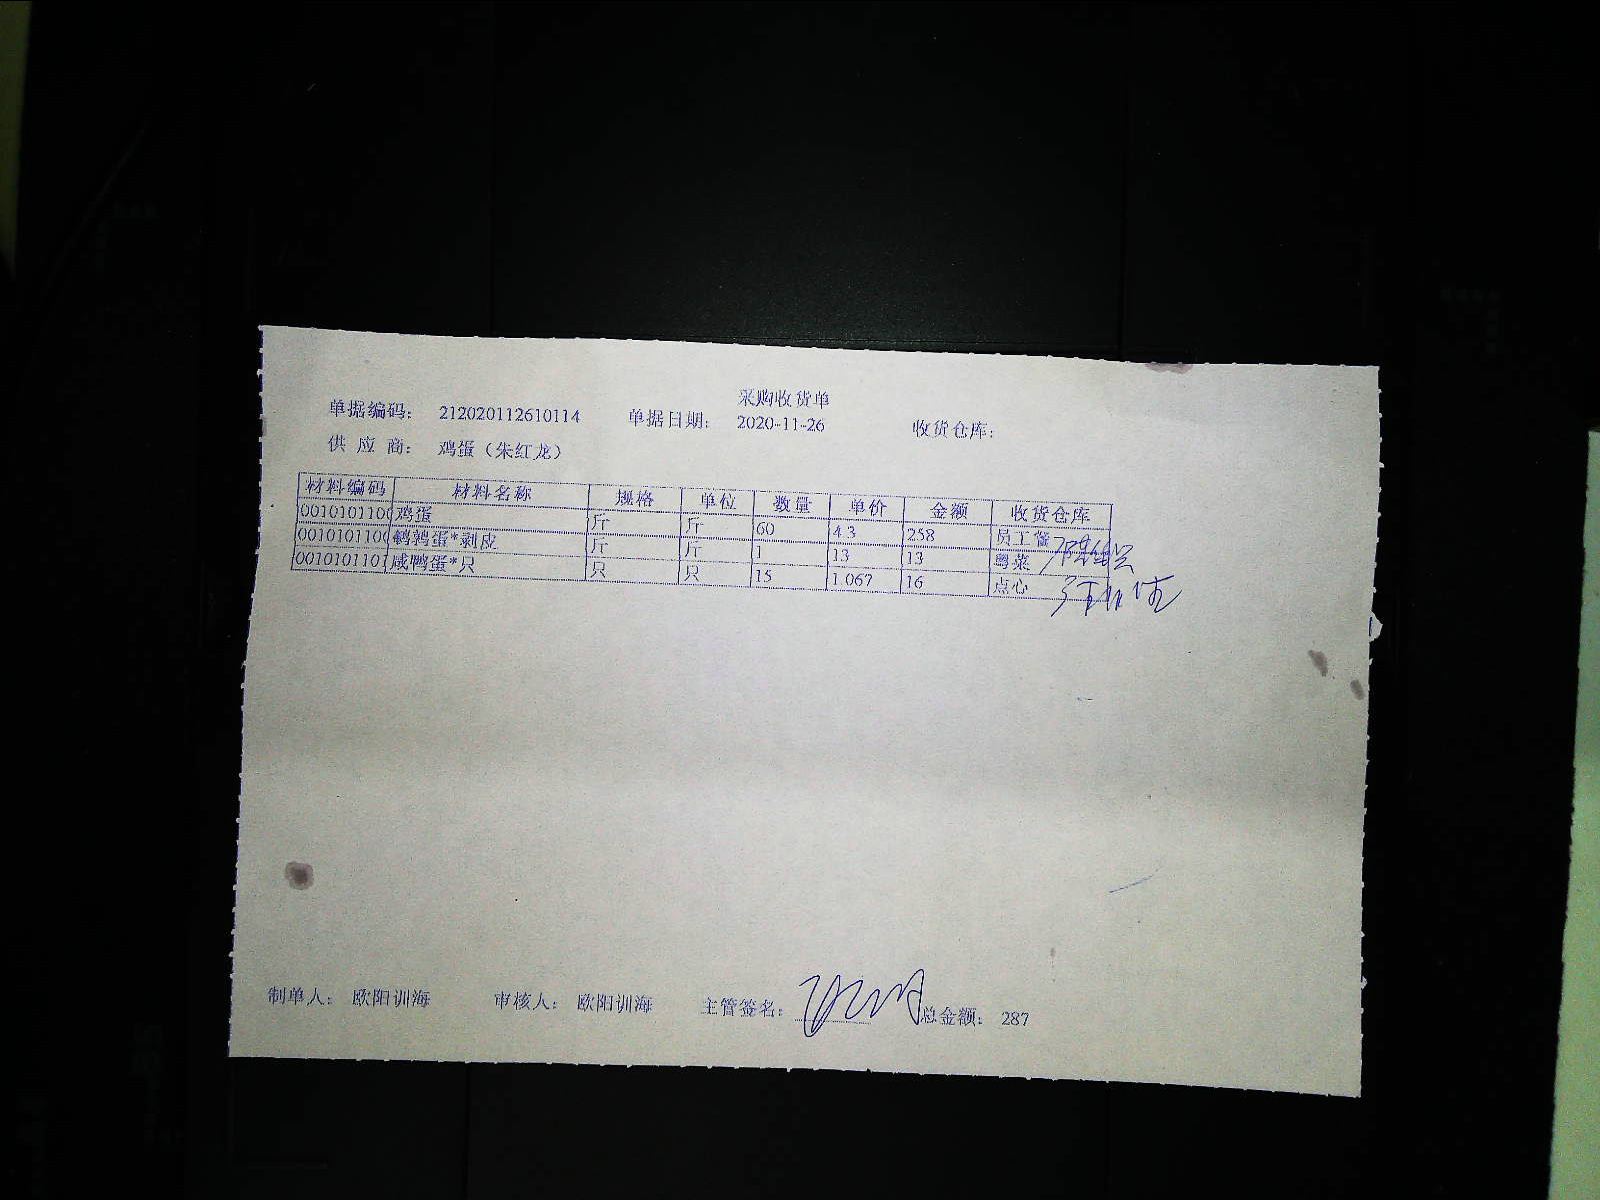 采购收货单
单据编码： 212020112610114 单据日期： 2020-11-26 收货仓库：
供 应 商： 鸡蛋（朱红龙）
材料编码 材料名称 规格 单位 数量 单价 金额 收货仓库
0010101100 鸡蛋 斤 斤 60 4.3 258 员工餐
0010101100 鹌鹑蛋*剥皮 斤 斤 1 13 13 粤菜
0010101101 咸鸭蛋*只 只 只 15 1.067 16 点心
制单人： 欧阳训海 审核人： 欧阳训海 主管签名： 总金额： 287